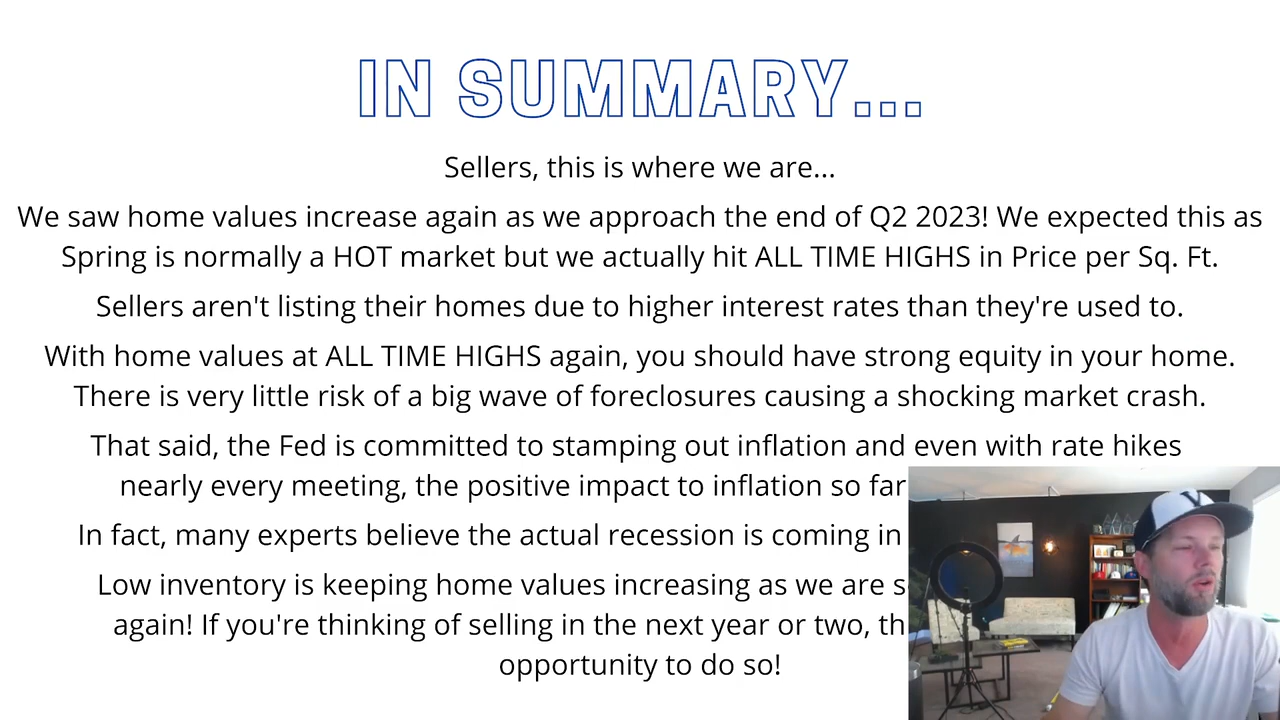 IN SUMMARY...
Sellers, this is where we are...
We saw home values increase again as we approach the end of Q2 2023! We expected this as
Spring is normally a HOT market but we actually hit ALL TIME HIGHS in Price per Sq. Ft.
Sellers aren't listing their homes due to higher interest rates than they're used to.
With home values at ALL TIME HIGHS again, you should have strong equity in your home.
There is very little risk of a big wave of foreclosures causing a shocking market crash.
That said, the Fed is committed to stamping out inflation and even with rate hikes
nearly every meeting, the positive impact to inflation so far
In fact, many experts believe the actual recession is coming in
Low inventory is keeping home values increasing as we are
again! If you're thinking of selling in the next year or two,
opportunity to do so!